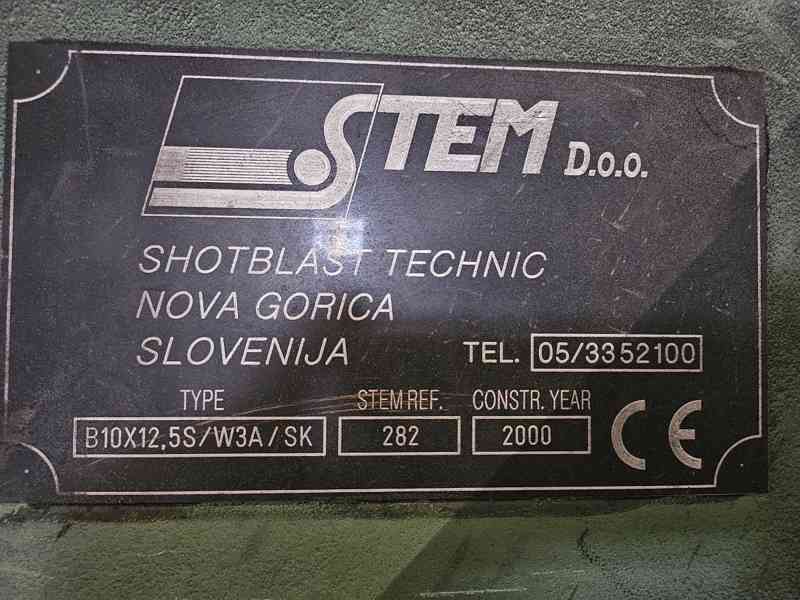 STEM D.o.o.
SHOTBLAST TECHNIC
NOVA GORICA
SLOVENIJA TEL. 05/3352100
TYPE STEM REF. CONSTR. YEAR
B10X12,5S/W3A/SK 282 2000 CE